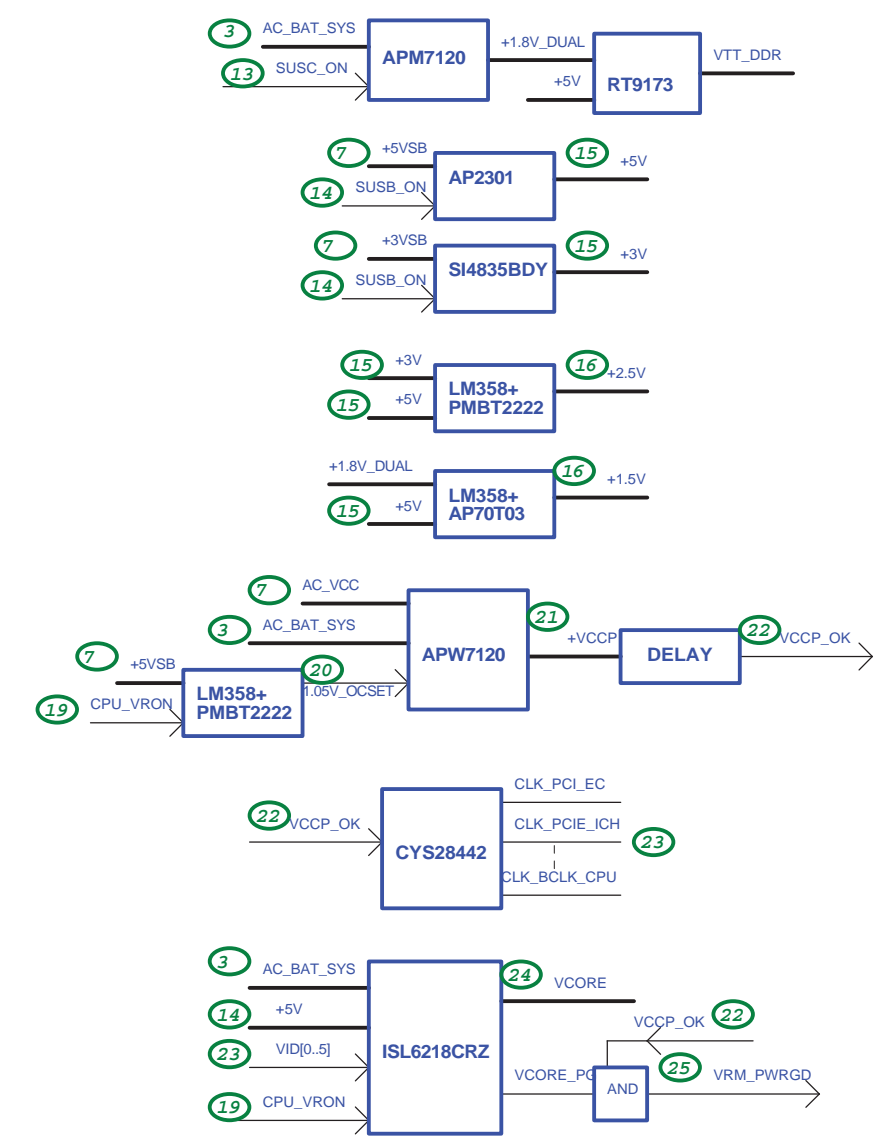 3 AC_BAT_SYS
13 SUSC_ON
APM7120
+1.8V_DUAL
+5V
RT9173
VTT_DDR
7 +5VSB
14 SUSB_ON
AP2301
15 +5V
7 +3VSB
14 SUSB_ON
SI4835BDY
15 +3V
15 +3V
15 +5V
LM358+
PMBT2222
16 +2.5V
+1.8V_DUAL
15 +5V
LM358+
AP70T03
16 +1.5V
7 AC_VCC
3 AC_BAT_SYS
7 +5VSB
19 CPU_VRON
LM358+
PMBT2222
20
1.05V_OCSET
APW7120
21 +VCCP
DELAY
22 VCCP_OK
22 VCCP_OK
CYS28442
CLK_PCI_EC
CLK_PCIE_ICH
23
CLK_BCLK_CPU
3 AC_BAT_SYS
14 +5V
23 VID[0..5]
19 CPU_VRON
ISL6218CRZ
24 VCORE
VCCP_OK 22
25
VCORE_PG
AND
VRM_PWRGD